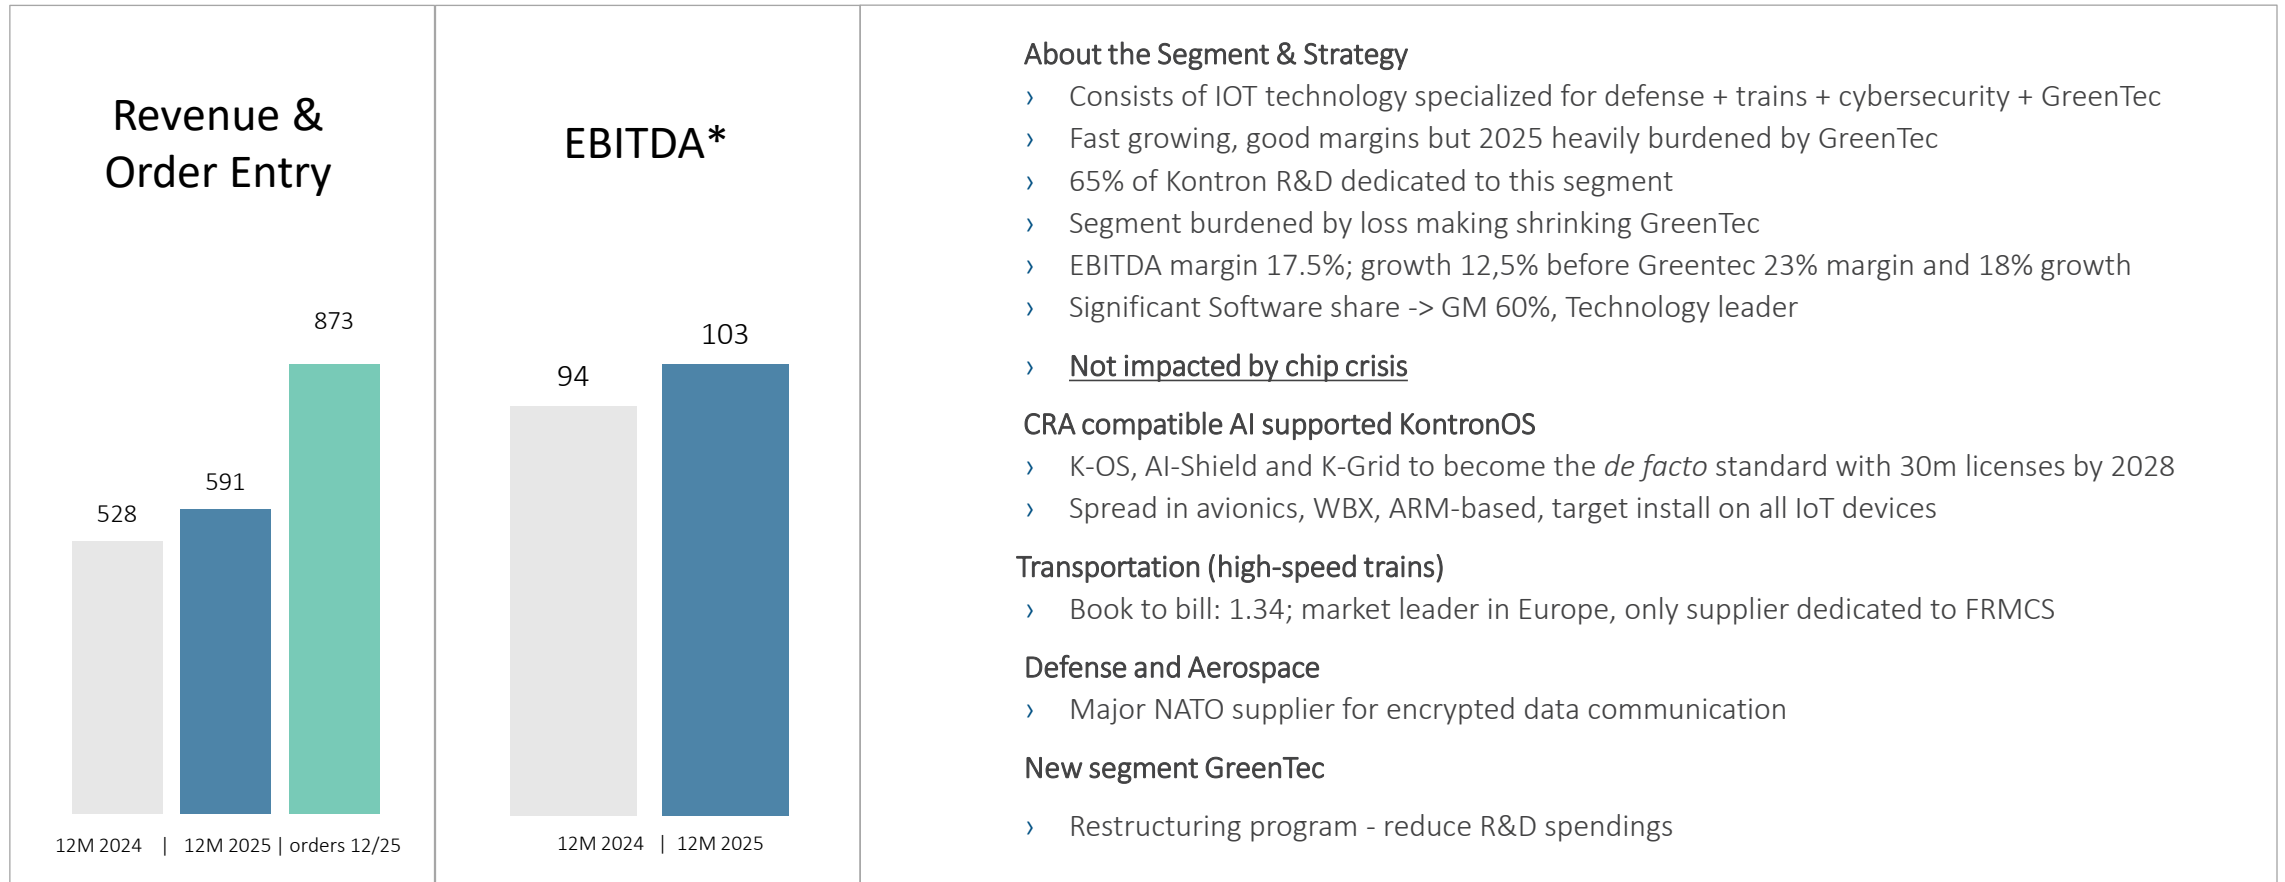 Revenue &
Order Entry
528
591
873
12M 2024 | 12M 2025 | orders 12/25
EBITDA*
94
103
12M 2024 | 12M 2025
About the Segment & Strategy
› Consists of IOT technology specialized for defense + trains + cybersecurity + GreenTec
› Fast growing, good margins but 2025 heavily burdened by GreenTec
› 65% of Kontron R&D dedicated to this segment
› Segment burdened by loss making shrinking GreenTec
› EBITDA margin 17.5%; growth 12,5% before Greentec 23% margin and 18% growth
› Significant Software share -> GM 60%, Technology leader
› Not impacted by chip crisis
CRA compatible AI supported KontronOS
› K-OS, AI-Shield and K-Grid to become the de facto standard with 30m licenses by 2028
› Spread in avionics, WBX, ARM-based, target install on all IoT devices
Transportation (high-speed trains)
› Book to bill: 1.34; market leader in Europe, only supplier dedicated to FRMCS
Defense and Aerospace
› Major NATO supplier for encrypted data communication
New segment GreenTec
› Restructuring program - reduce R&D spendings